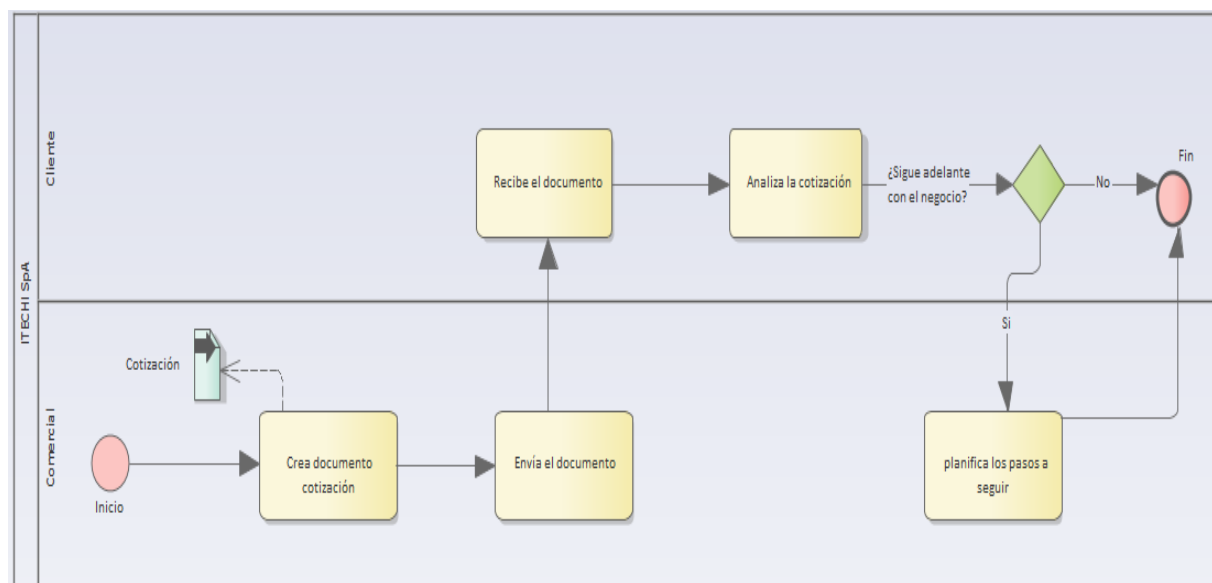 ITECHI SpA
Cliente
Recibe el documento
Analiza la cotización
¿Sigue adelante
con el negocio?
No
Fin
Si
Comercial
Cotización
Inicio
Crea documento
cotización
Envía el documento
planifica los pasos a
seguir